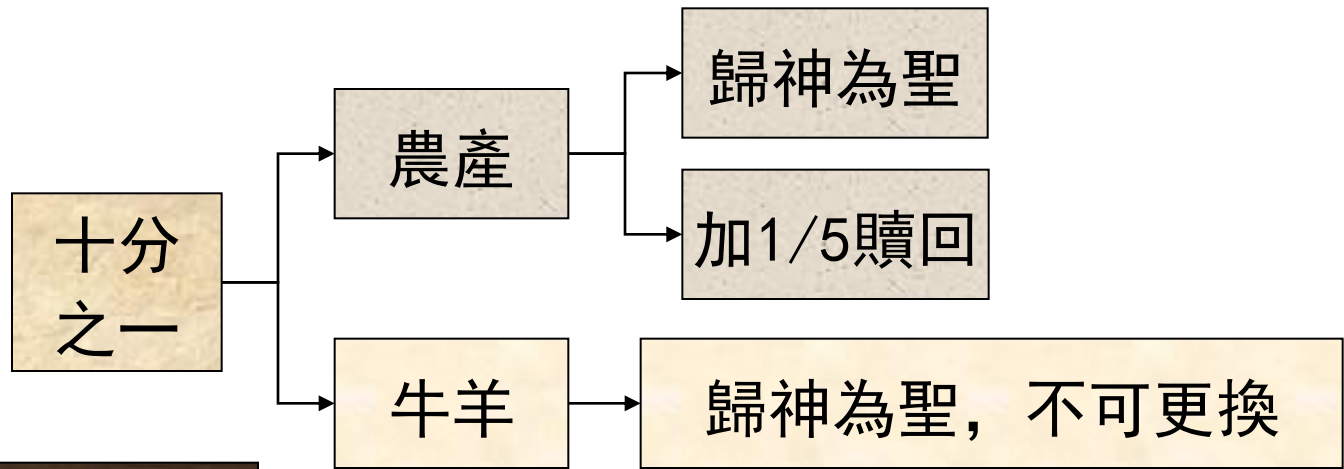 十分
之一
農產
歸神為聖
加1/5贖回
牛羊
歸神為聖，不可更換